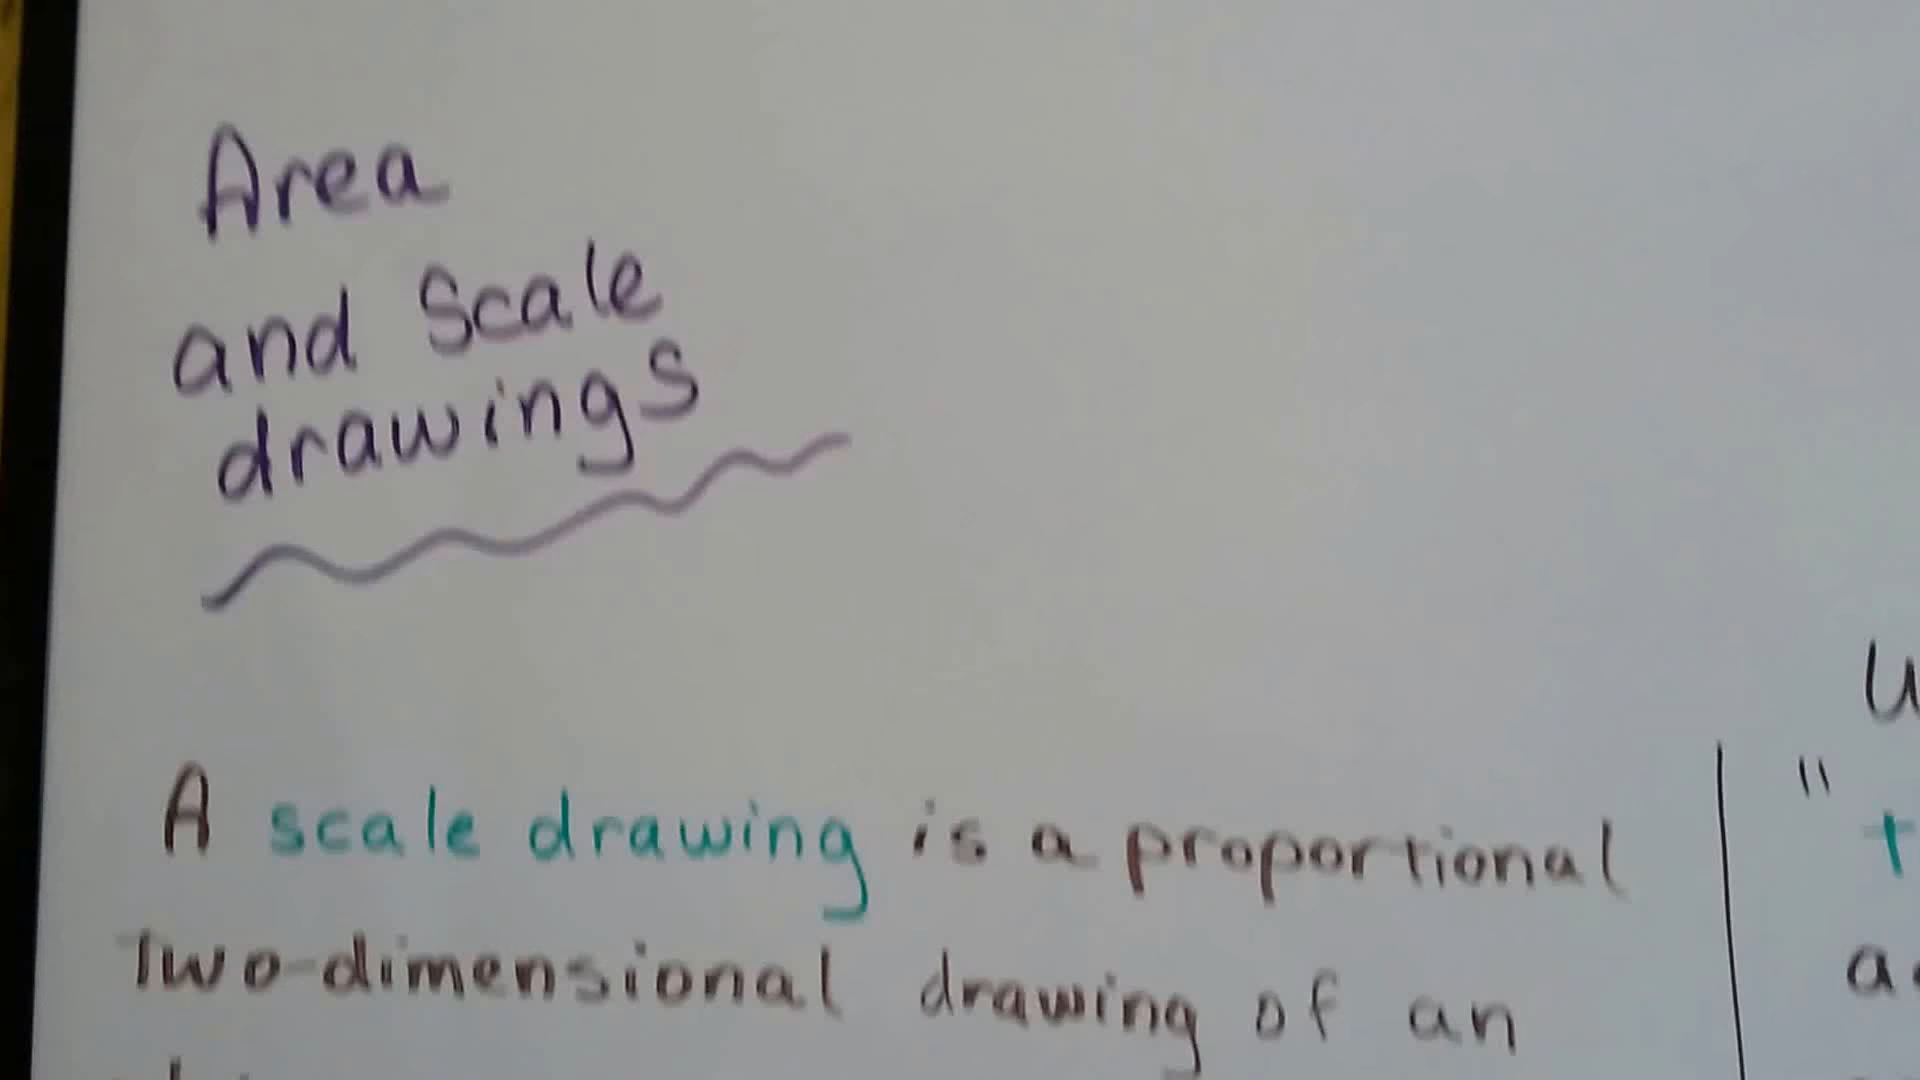 Area
and Scale
drawings
A scale drawing is a proportional
two-dimensional drawing of an